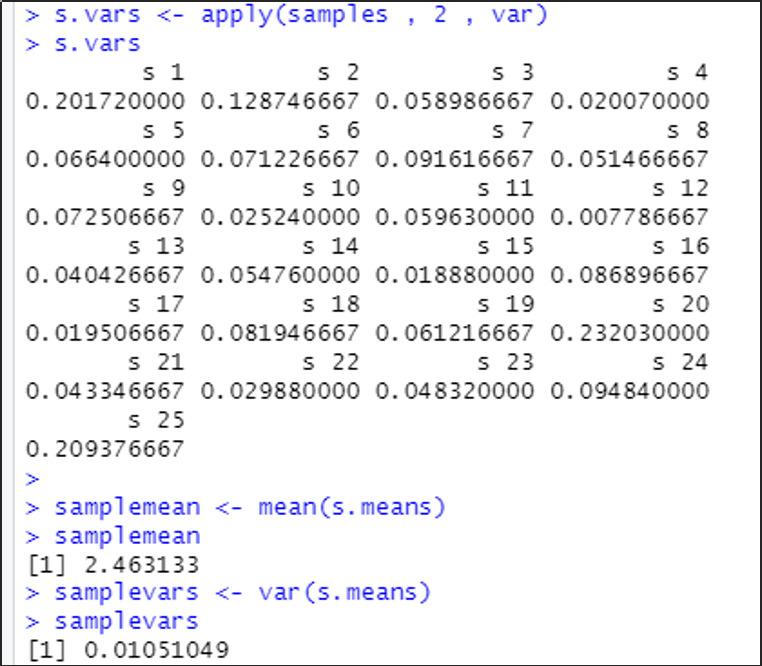 > s.vars <- apply(samples , 2 , var)
> s.vars
s 1 s 2 s 3 s 4
0.201720000 0.128746667 0.058986667 0.020070000
s 5 s 6 s 7 s 8
0.066400000 0.071226667 0.091616667 0.051466667
s 9 s 10 s 11 s 12
0.072506667 0.025240000 0.059630000 0.007786667
s 13 s 14 s 15 s 16
0.040426667 0.054760000 0.018880000 0.086896667
s 17 s 18 s 19 s 20
0.019506667 0.081946667 0.061216667 0.232030000
s 21 s 22 s 23 s 24
0.043346667 0.029880000 0.048320000 0.094840000
s 25
0.209376667
>
> samplemean <- mean(s.means)
> samplemean
[1] 2.463133
> samplevars <- var(s.means)
> samplevars
[1] 0.01051049